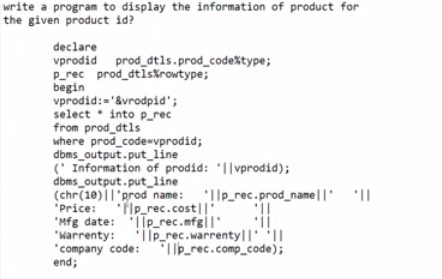 write a program to display the information of product for
the given product id?
declare
vprodid prod_dtls.prod_code%type;
p_rec prod_dtls%rowtype;
begin
vprodid:='&vrodpid';
select * into p_rec
from prod_dtls
where prod_code=vprodid;
dbms_output.put_line
(' Information of prodid: '||vprodid);
dbms_output.put_line
(chr(10)||'prod name: '||p_rec.prod_name||' '||
'Price: '||p_rec.cost||' '||
'Mfg date: '||p_rec.mfg||' '||
'Warrenty: '||p_rec.warrenty||' '||
'company code: '||p_rec.comp_code);
end;